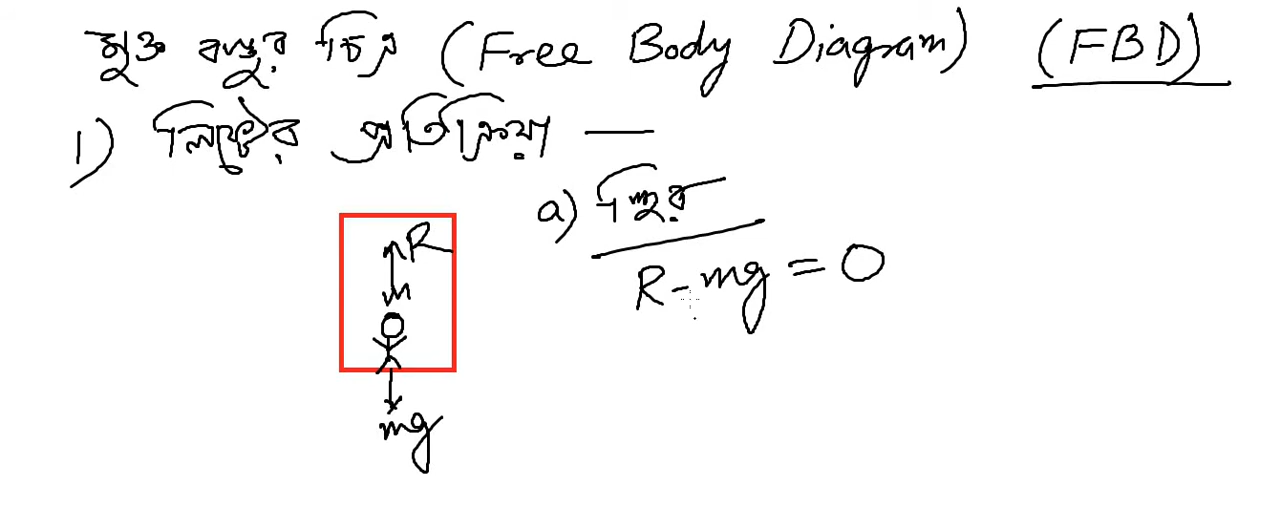 মুক্ত বস্তুর চিত্র (Free Body Diagram) (FBD)
1) লিফ্টের প্রতিক্রিয়া —
a) স্থির
R - mg = 0
R
mg